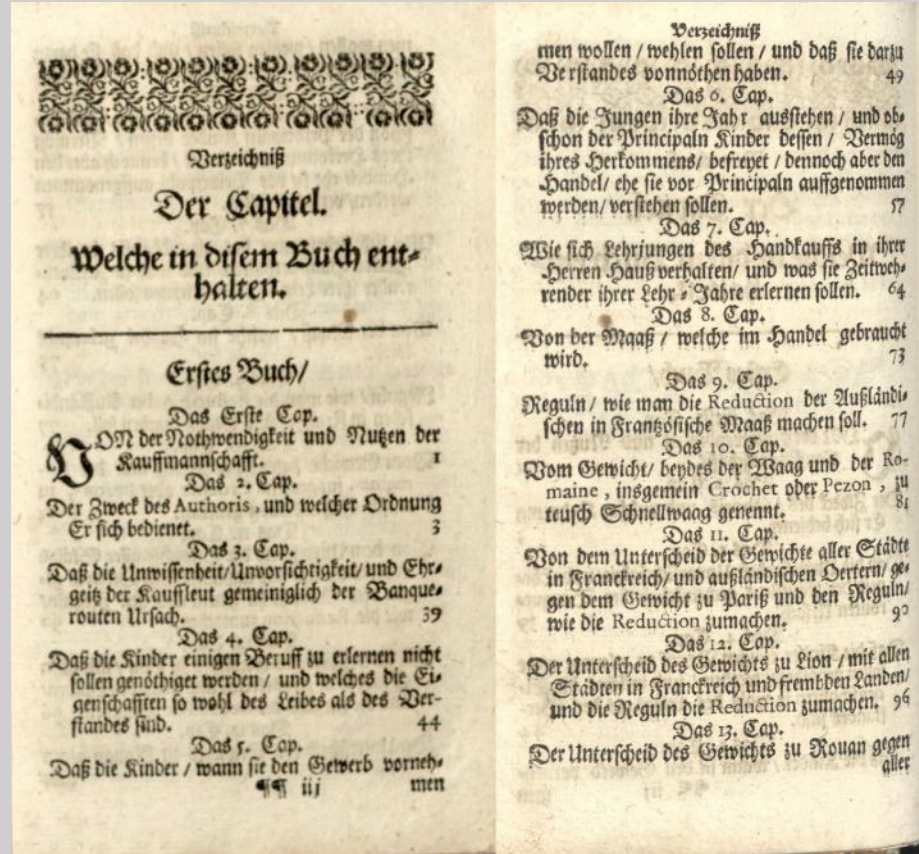 Verzeichniß
Der Capitel.
Welche in disem Buch ent⸗
halten.
Erstes Buch/
Das Erste Cap.
VON der Nothwendigkeit und Nutzen der
Kauffmannschafft. 1
Das 2. Cap.
Der Zweck des Authoris, und welcher Ordnung
Er sich bedienet. 3
Das 3. Cap.
Daß die Unwissenheit/Unvorsichtigkeit/ und Ehr⸗
geitz der Kauffleut gemeiniglich der Banque⸗
routen Ursach. 39
Das 4. Cap.
Daß die Kinder einigen Beruff zu erlernen nicht
sollen genöthiget werden / und welches die Ei⸗
genschafften so wohl des Leibes als des Ver⸗
standes sind. 44
Das 5. Cap.
Daß die Kinder / wann sie den Gewerb vorneh⸗
¶¶ iij men
Verzeichniß
men wollen / wehlen sollen / und daß sie darzu
Verstandes vonnöthen haben. 49
Das 6. Cap.
Daß die Jungen ihre Jahr ausstehen / und ob⸗
schon der Principaln Kinder dessen / Vermög
ihres Herkommens/ befreyet / dennoch aber den
Handel/ ehe sie vor Principaln auffgenommen
werden/ verstehen sollen. 57
Das 7. Cap.
Wie sich Lehrjungen des Handkauffs in ihrer
Herren Hauß verhalten/ und was sie Zeitweh⸗
render ihrer Lehr⸗Jahre erlernen sollen. 64
Das 8. Cap.
Von der Maaß / welche im Handel gebraucht
wird. 73
Das 9. Cap.
Reguln / wie man die Reduction der Außländi⸗
schen in Frantzösische Maaß machen soll. 77
Das 10. Cap.
Vom Gewicht/ beydes der Waag und der Ro-
maine, insgemein Crochet oder Pezon, zu
teusch Schnellwaag genennt. 81
Das 11. Cap.
Von dem Unterscheid der Gewichte aller Städte
in Franckreich/ und außländischen Oertern/ ge⸗
gen dem Gewicht zu Pariß und den Reguln/
wie die Reduction zumachen. 90
Das 12. Cap.
Der Unterscheid des Gewichts zu Lion / mit allen
Städten in Franckreich und frembden Landen/
und die Reguln die Reduction zumachen. 96
Das 13. Cap.
Der Unterscheid des Gewichts zu Rouan gegen
aller